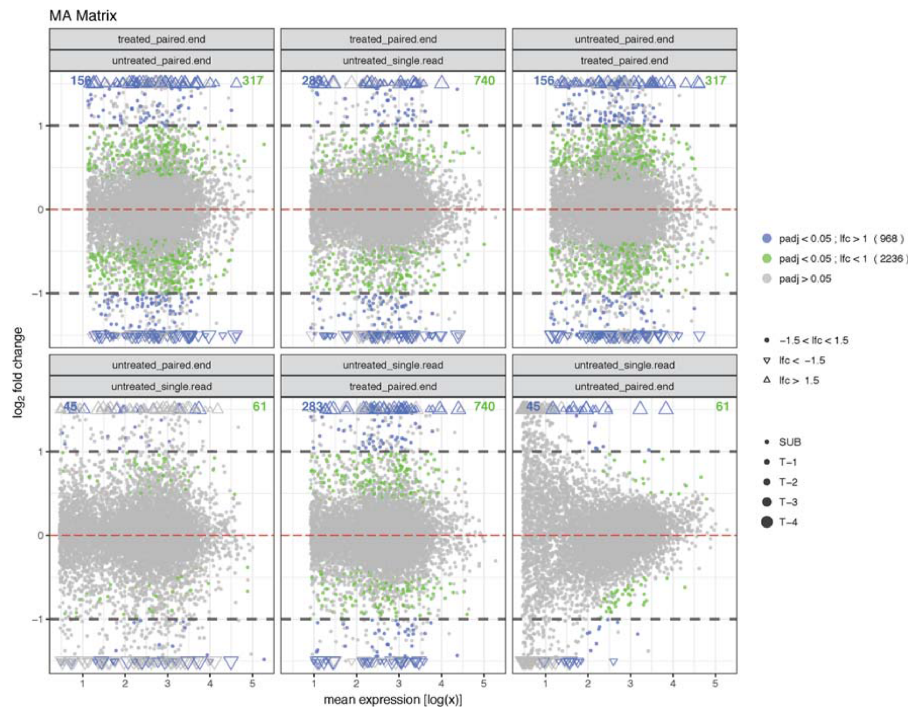 MA Matrix
treated_paired.end
untreated_paired.end
treated_paired.end
untreated_single.read
untreated_paired.end
treated_paired.end
156
317
283
740
156
317
1
0
−1
log2 fold change
untreated_paired.end
untreated_single.read
untreated_single.read
treated_paired.end
untreated_single.read
untreated_paired.end
45
61
283
740
45
61
1
0
−1
1 2 3 4 5
1 2 3 4 5
1 2 3 4 5
mean expression [log(x)]
padj < 0.05 ; lfc > 1 ( 968 )
padj < 0.05 ; lfc < 1 ( 2236 )
padj > 0.05
−1.5 < lfc < 1.5
lfc < −1.5
lfc > 1.5
SUB
T−1
T−2
T−3
T−4